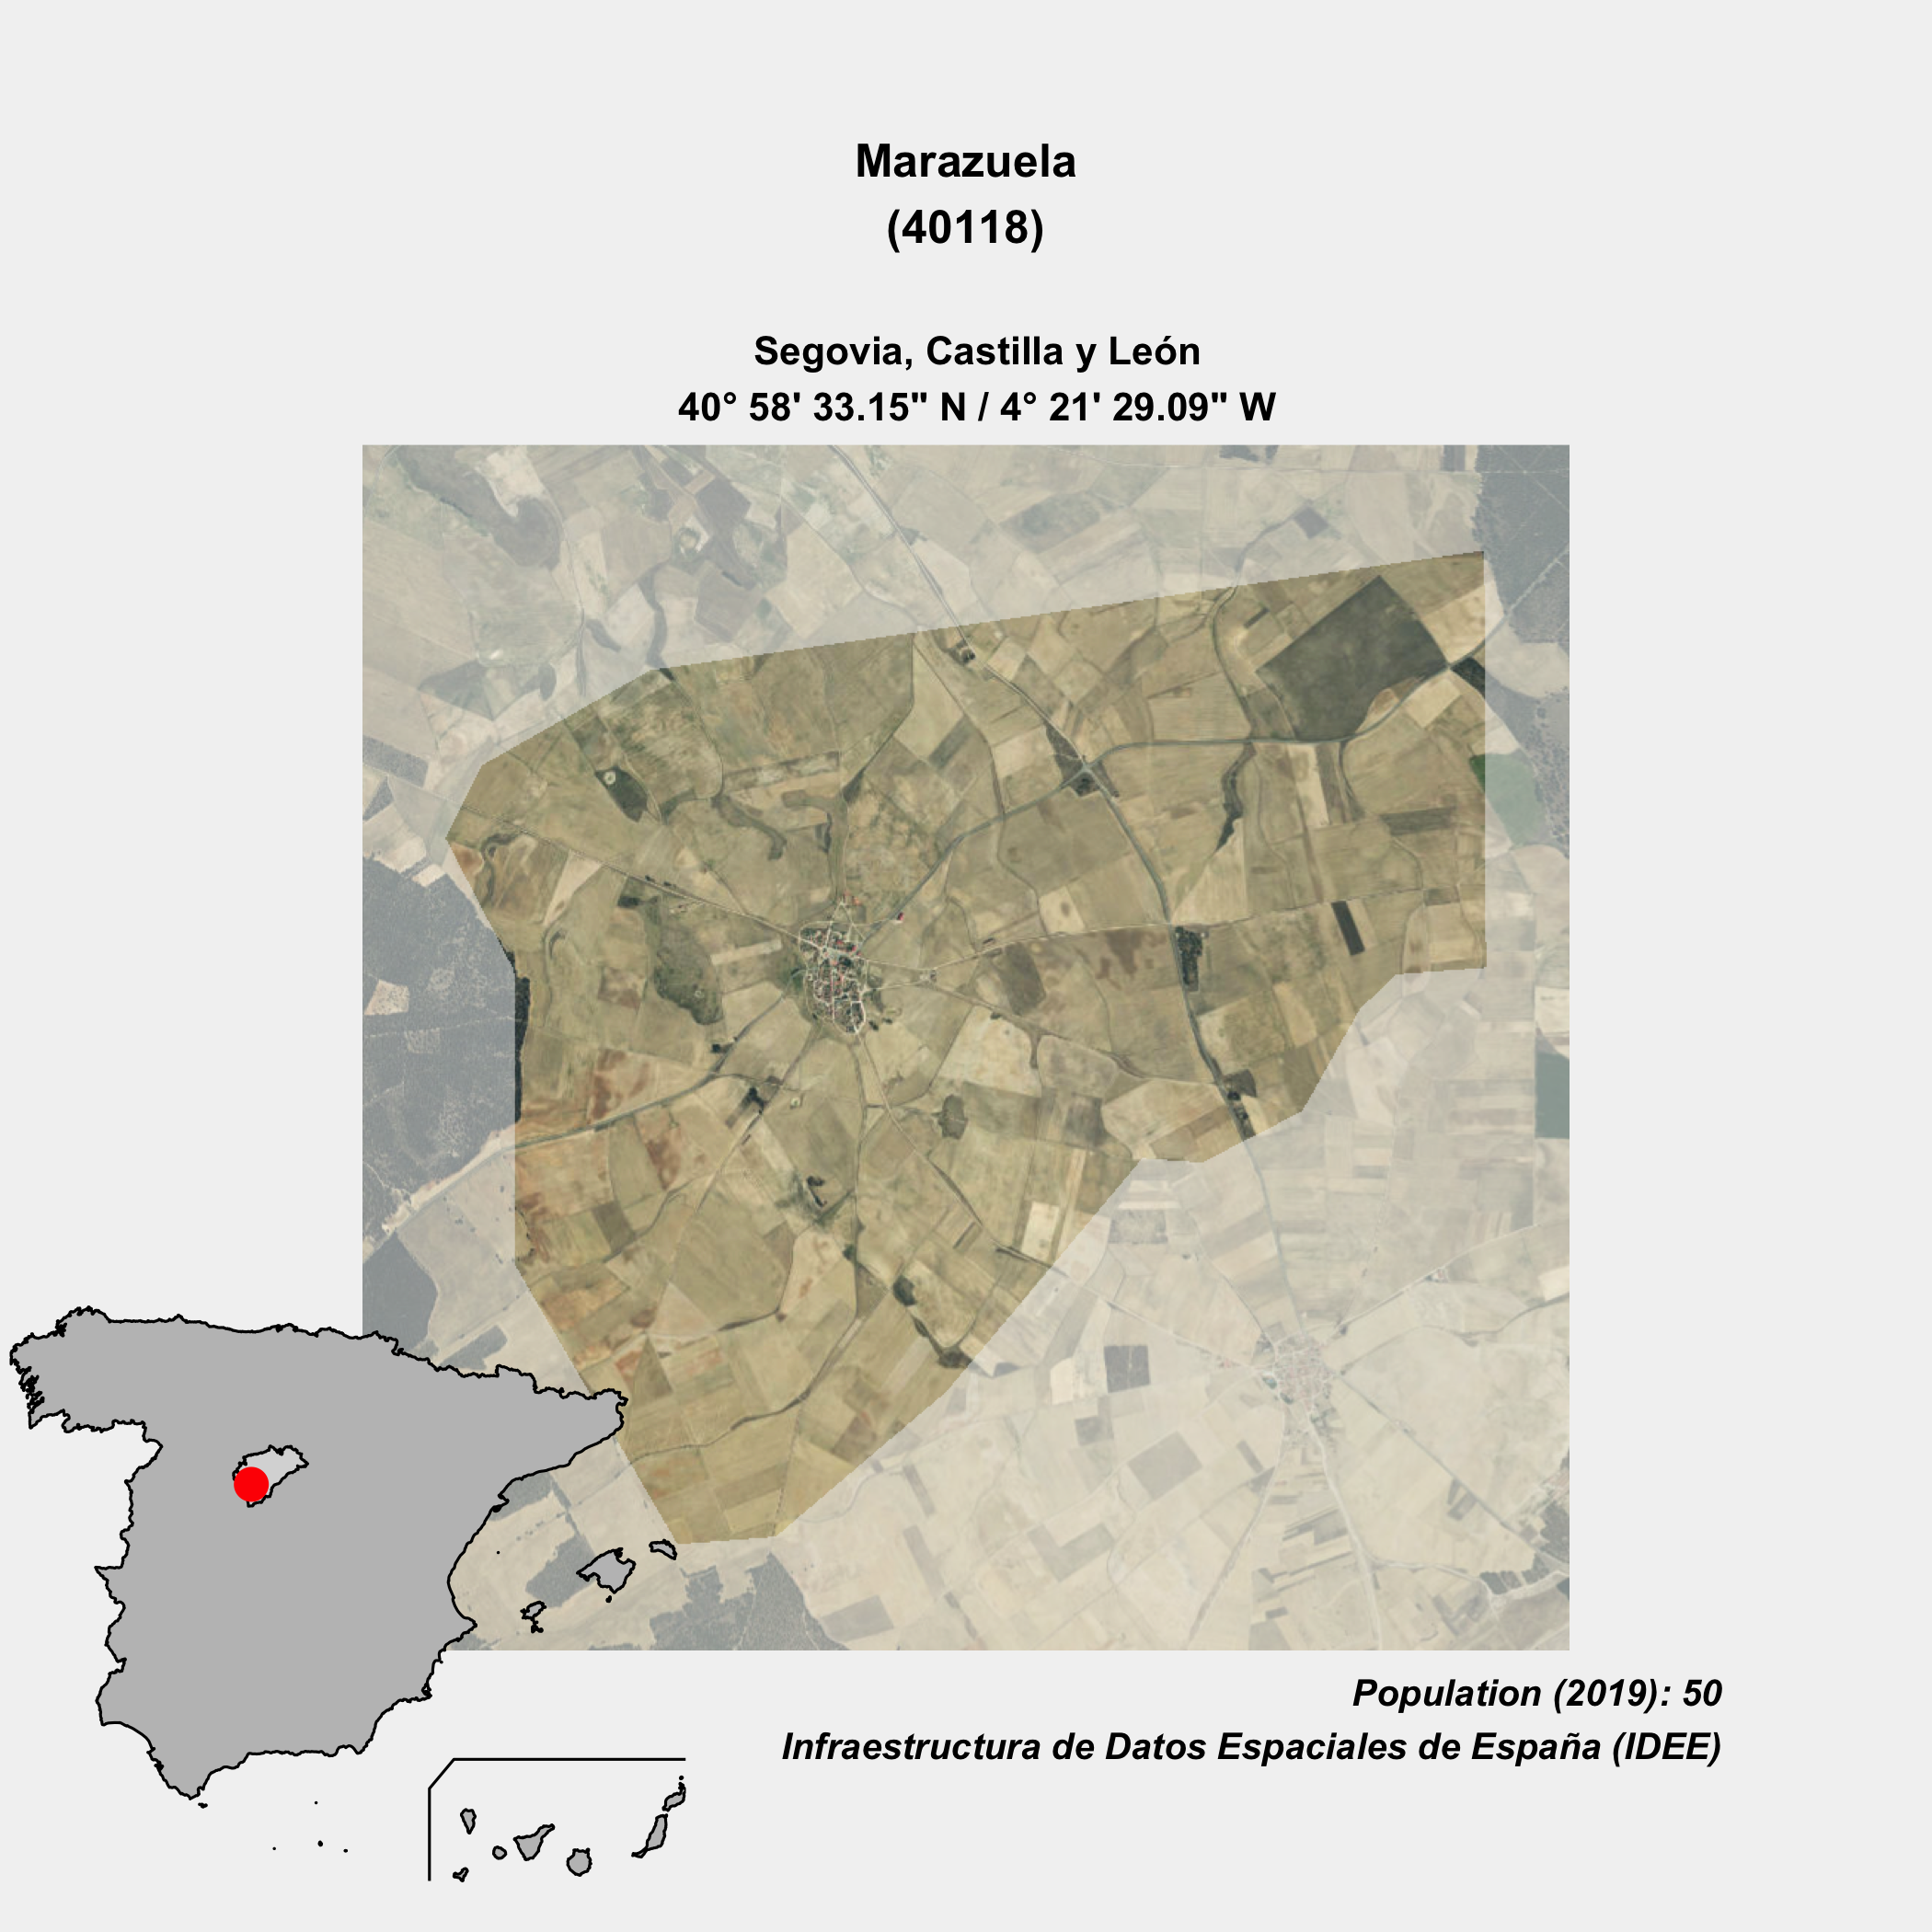 Marazuela
(40118)
Segovia, Castilla y León
40° 58' 33.15" N / 4° 21' 29.09" W
Population (2019): 50
Infraestructura de Datos Espaciales de España (IDEE)